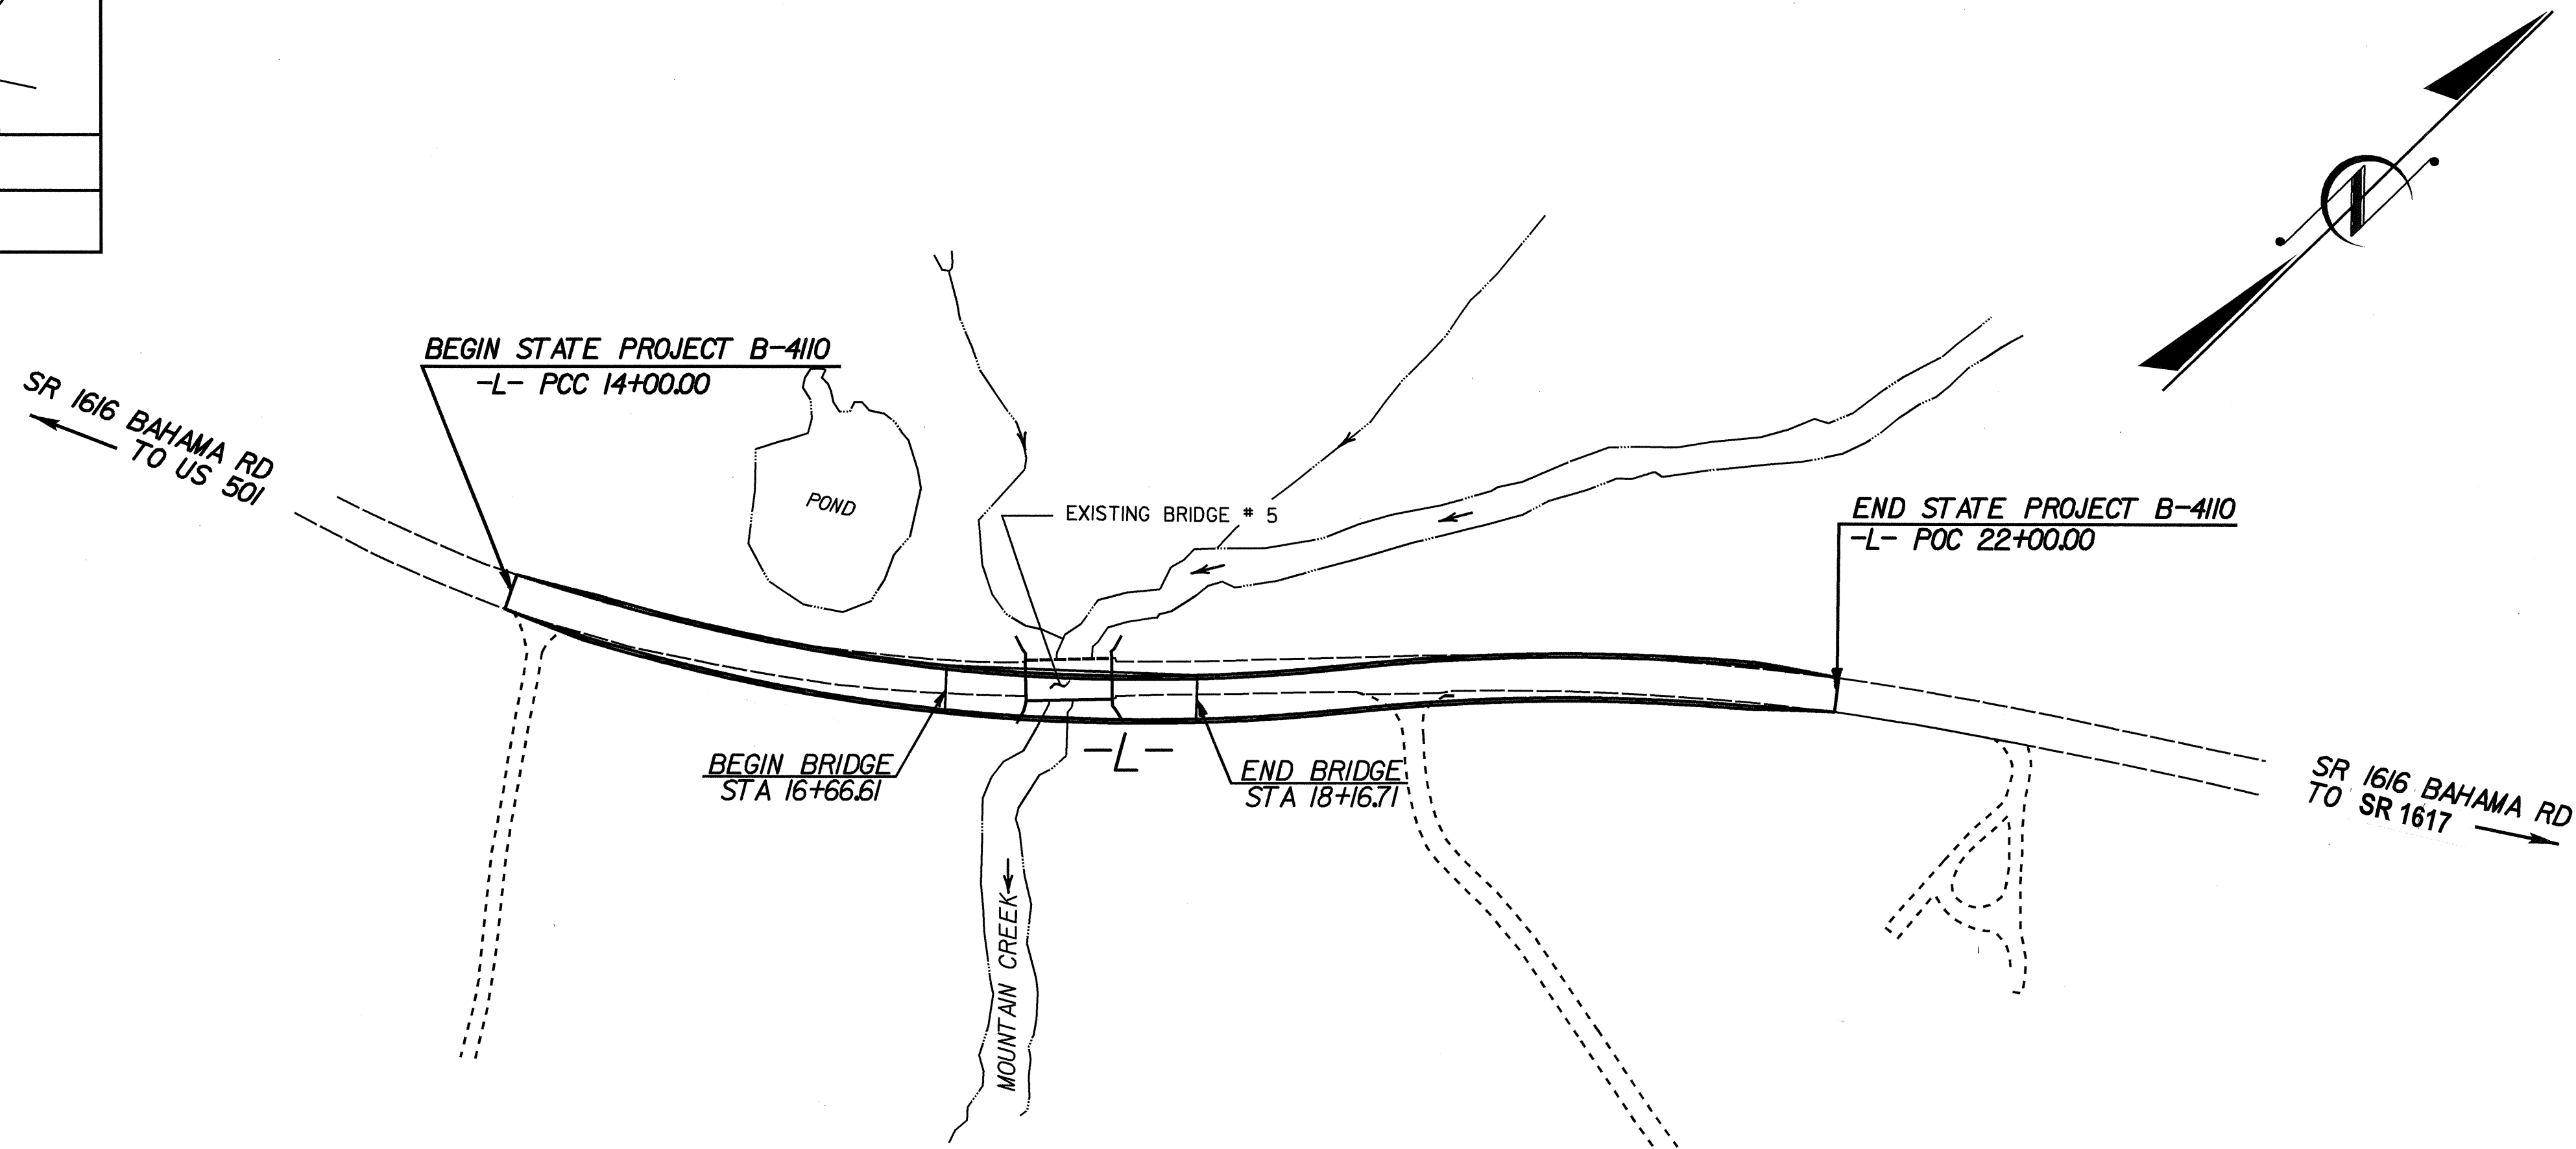 BEGIN STATE PROJECT B-4110
-L- PCC 14+00.00
SR 1616 BAHAMA RD
TO US 501
POND
EXISTING BRIDGE # 5
END STATE PROJECT B-4110
-L- POC 22+00.00
N
BEGIN BRIDGE
STA 16+66.61
-L-
END BRIDGE
STA 18+16.71
SR 1616 BAHAMA RD
TO SR 1617
MOUNTAIN CREEK